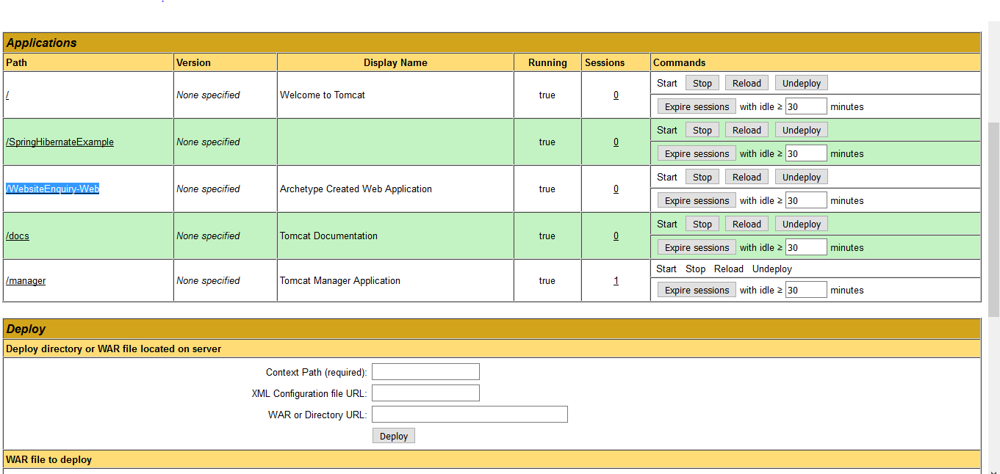 Applications
Path Version Display Name Running Sessions Commands
/ None specified Welcome to Tomcat true 0 Start Stop Reload Undeploy
Expire sessions with idle ≥ 30 minutes
/SpringHibernateExample None specified true 0 Start Stop Reload Undeploy
Expire sessions with idle ≥ 30 minutes
/WebsiteEnquiry-Web None specified Archetype Created Web Application true 0 Start Stop Reload Undeploy
Expire sessions with idle ≥ 30 minutes
/docs None specified Tomcat Documentation true 0 Start Stop Reload Undeploy
Expire sessions with idle ≥ 30 minutes
/manager None specified Tomcat Manager Application true 1 Start Stop Reload Undeploy
Expire sessions with idle ≥ 30 minutes
Deploy
Deploy directory or WAR file located on server
Context Path (required):
XML Configuration file URL:
WAR or Directory URL:
Deploy
WAR file to deploy